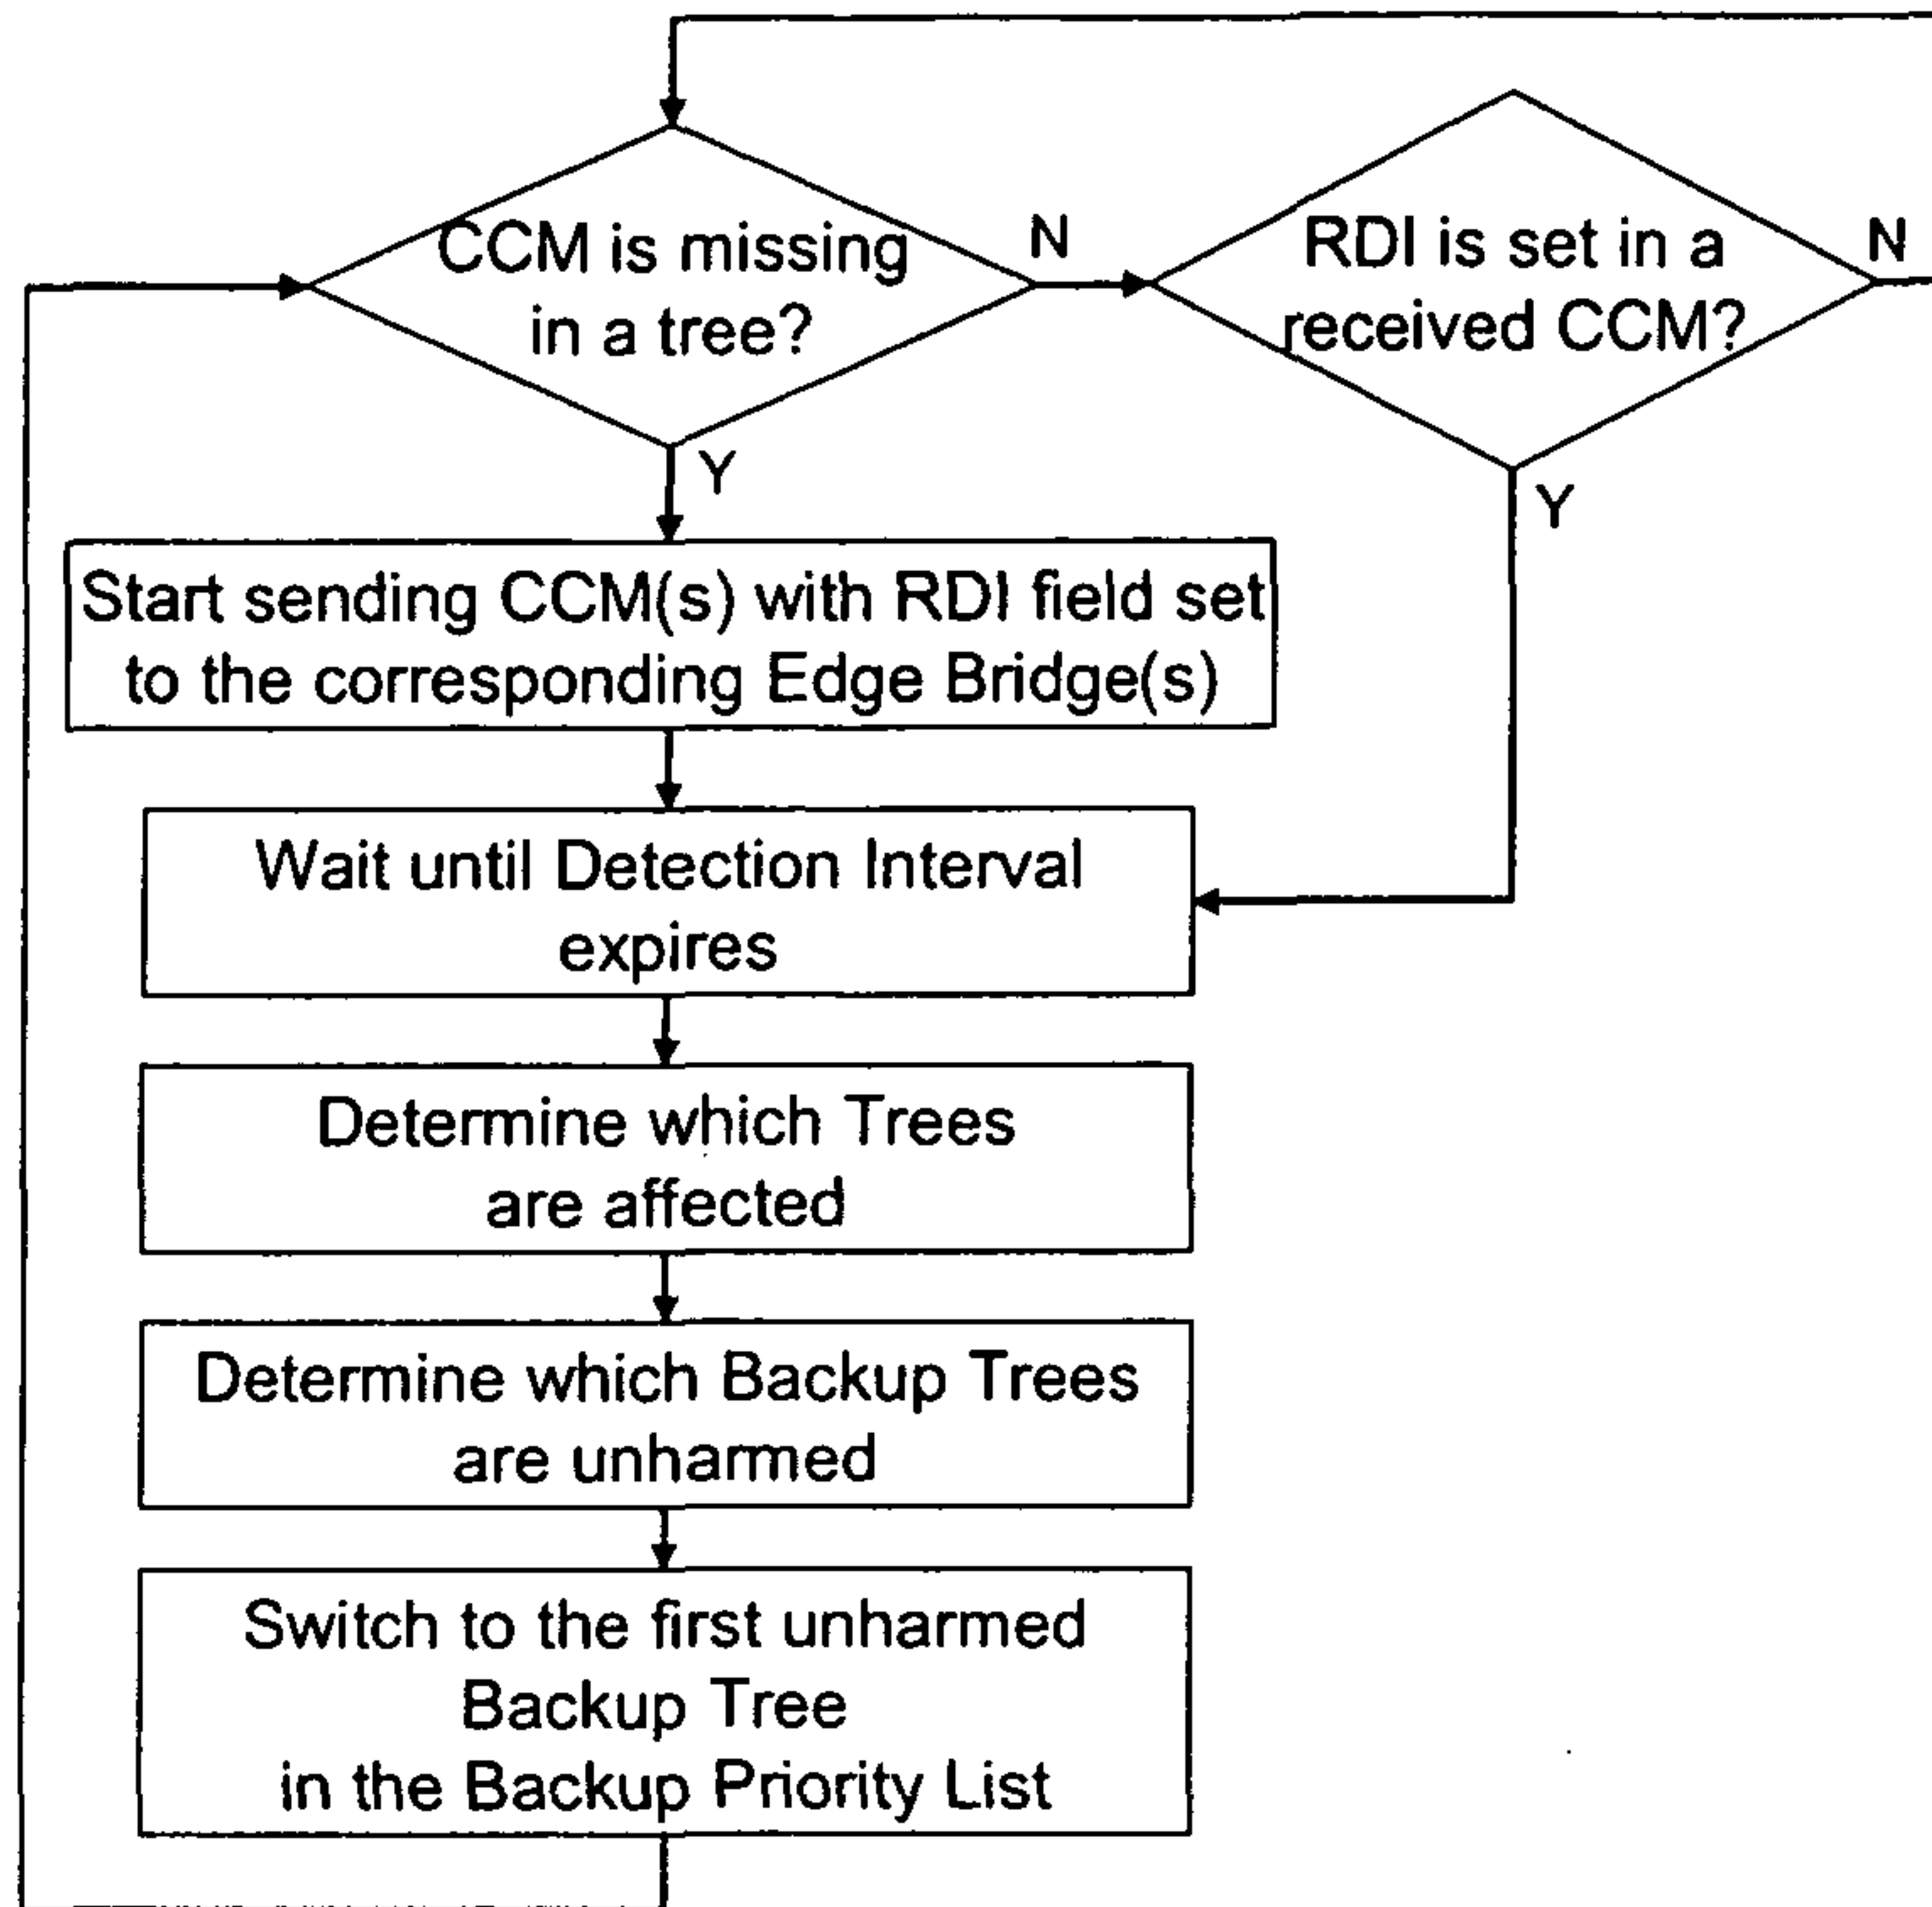 CCM is missing
in a tree?
N
RDI is set in a
received CCM?
N
Y
Y
Start sending CCM(s) with RDI field set
to the corresponding Edge Bridge(s)
Wait until Detection Interval
expires
Determine which Trees
are affected
Determine which Backup Trees
are unharmed
Switch to the first unharmed
Backup Tree
in the Backup Priority List